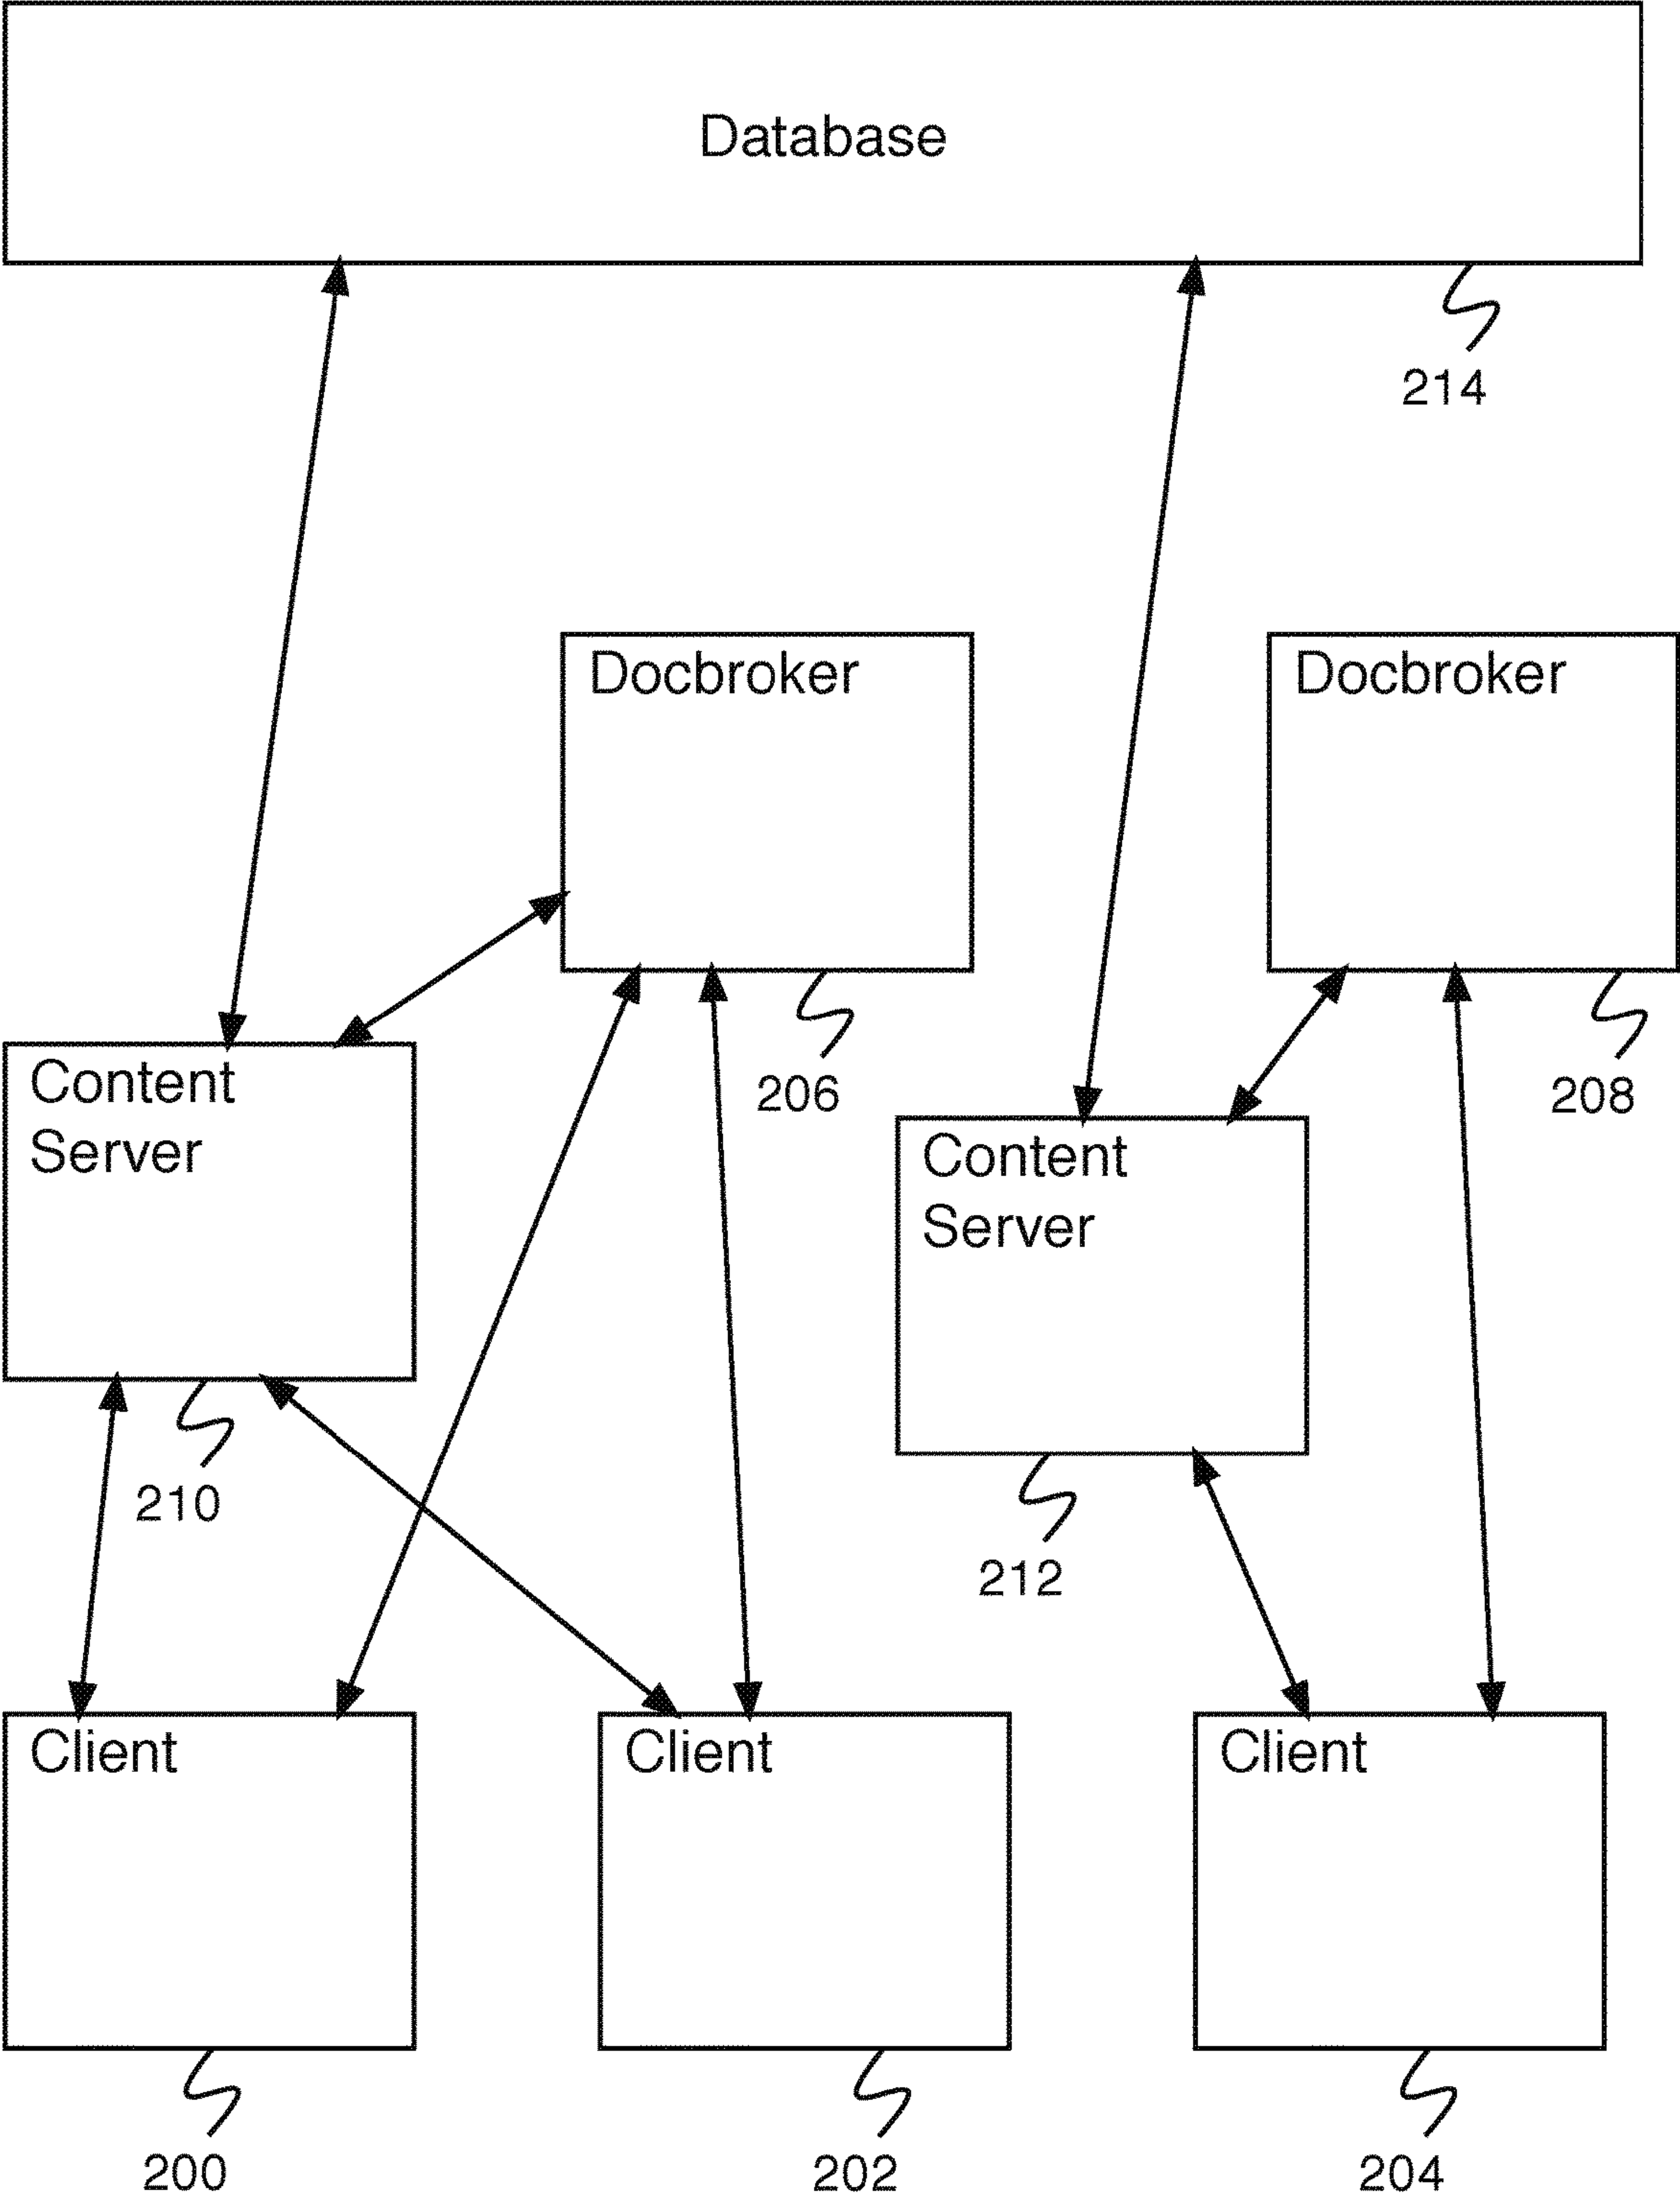 Database
214
Docbroker
Docbroker
206
208
Content
Server
Content
Server
210
212
Client
Client
Client
200
202
204